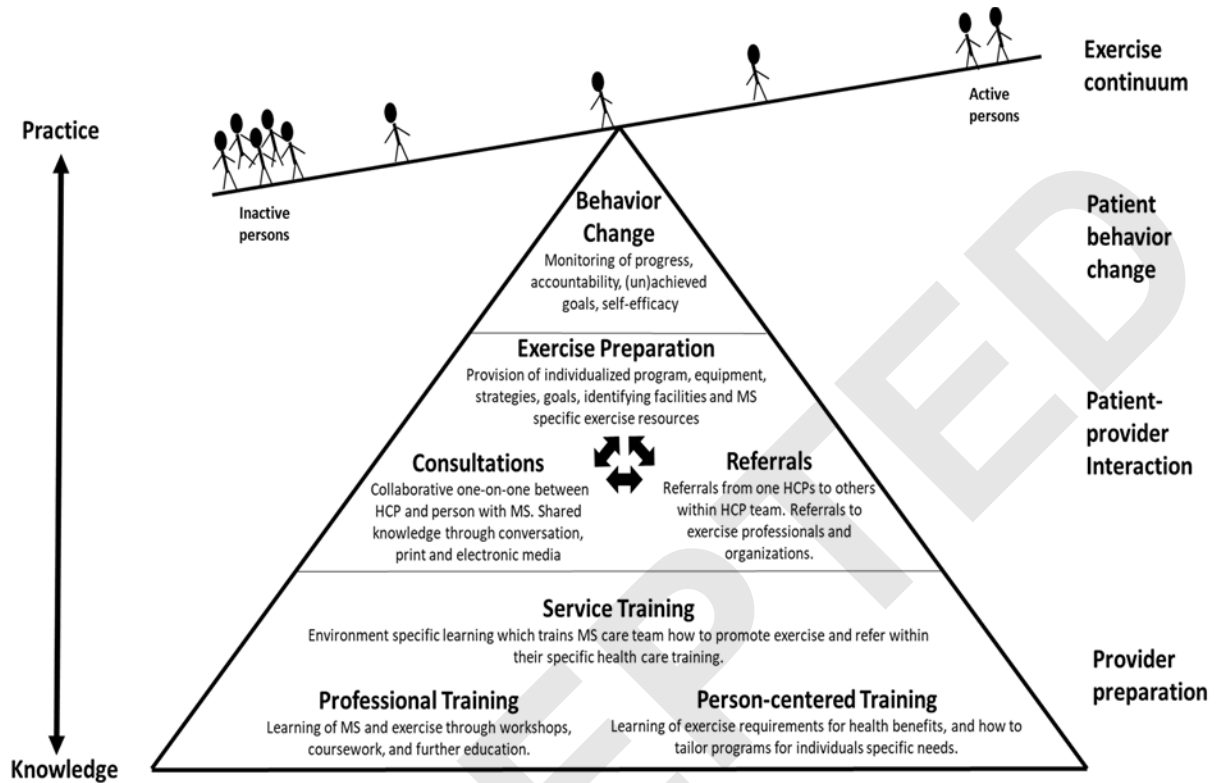 Exercise
continuum
Active
persons
Practice
Inactive
persons
Behavior
Change
Monitoring of progress,
accountability, (un)achieved
goals, self-efficacy
Patient
behavior
change
Exercise Preparation
Provision of individualized program, equipment,
strategies, goals, identifying facilities and MS
specific exercise resources
Patient-
provider
Interaction
Consultations
Collaborative one-on-one between
HCP and person with MS. Shared
knowledge through conversation,
print and electronic media
Referrals
Referrals from one HCPs to others
within HCP team. Referrals to
exercise professionals and
organizations.
Service Training
Environment specific learning which trains MS care team how to promote exercise and refer within
their specific health care training.
Provider
preparation
Professional Training
Learning of MS and exercise through workshops,
coursework, and further education.
Person-centered Training
Learning of exercise requirements for health benefits, and how to
tailor programs for individuals specific needs.
Knowledge
EPTED